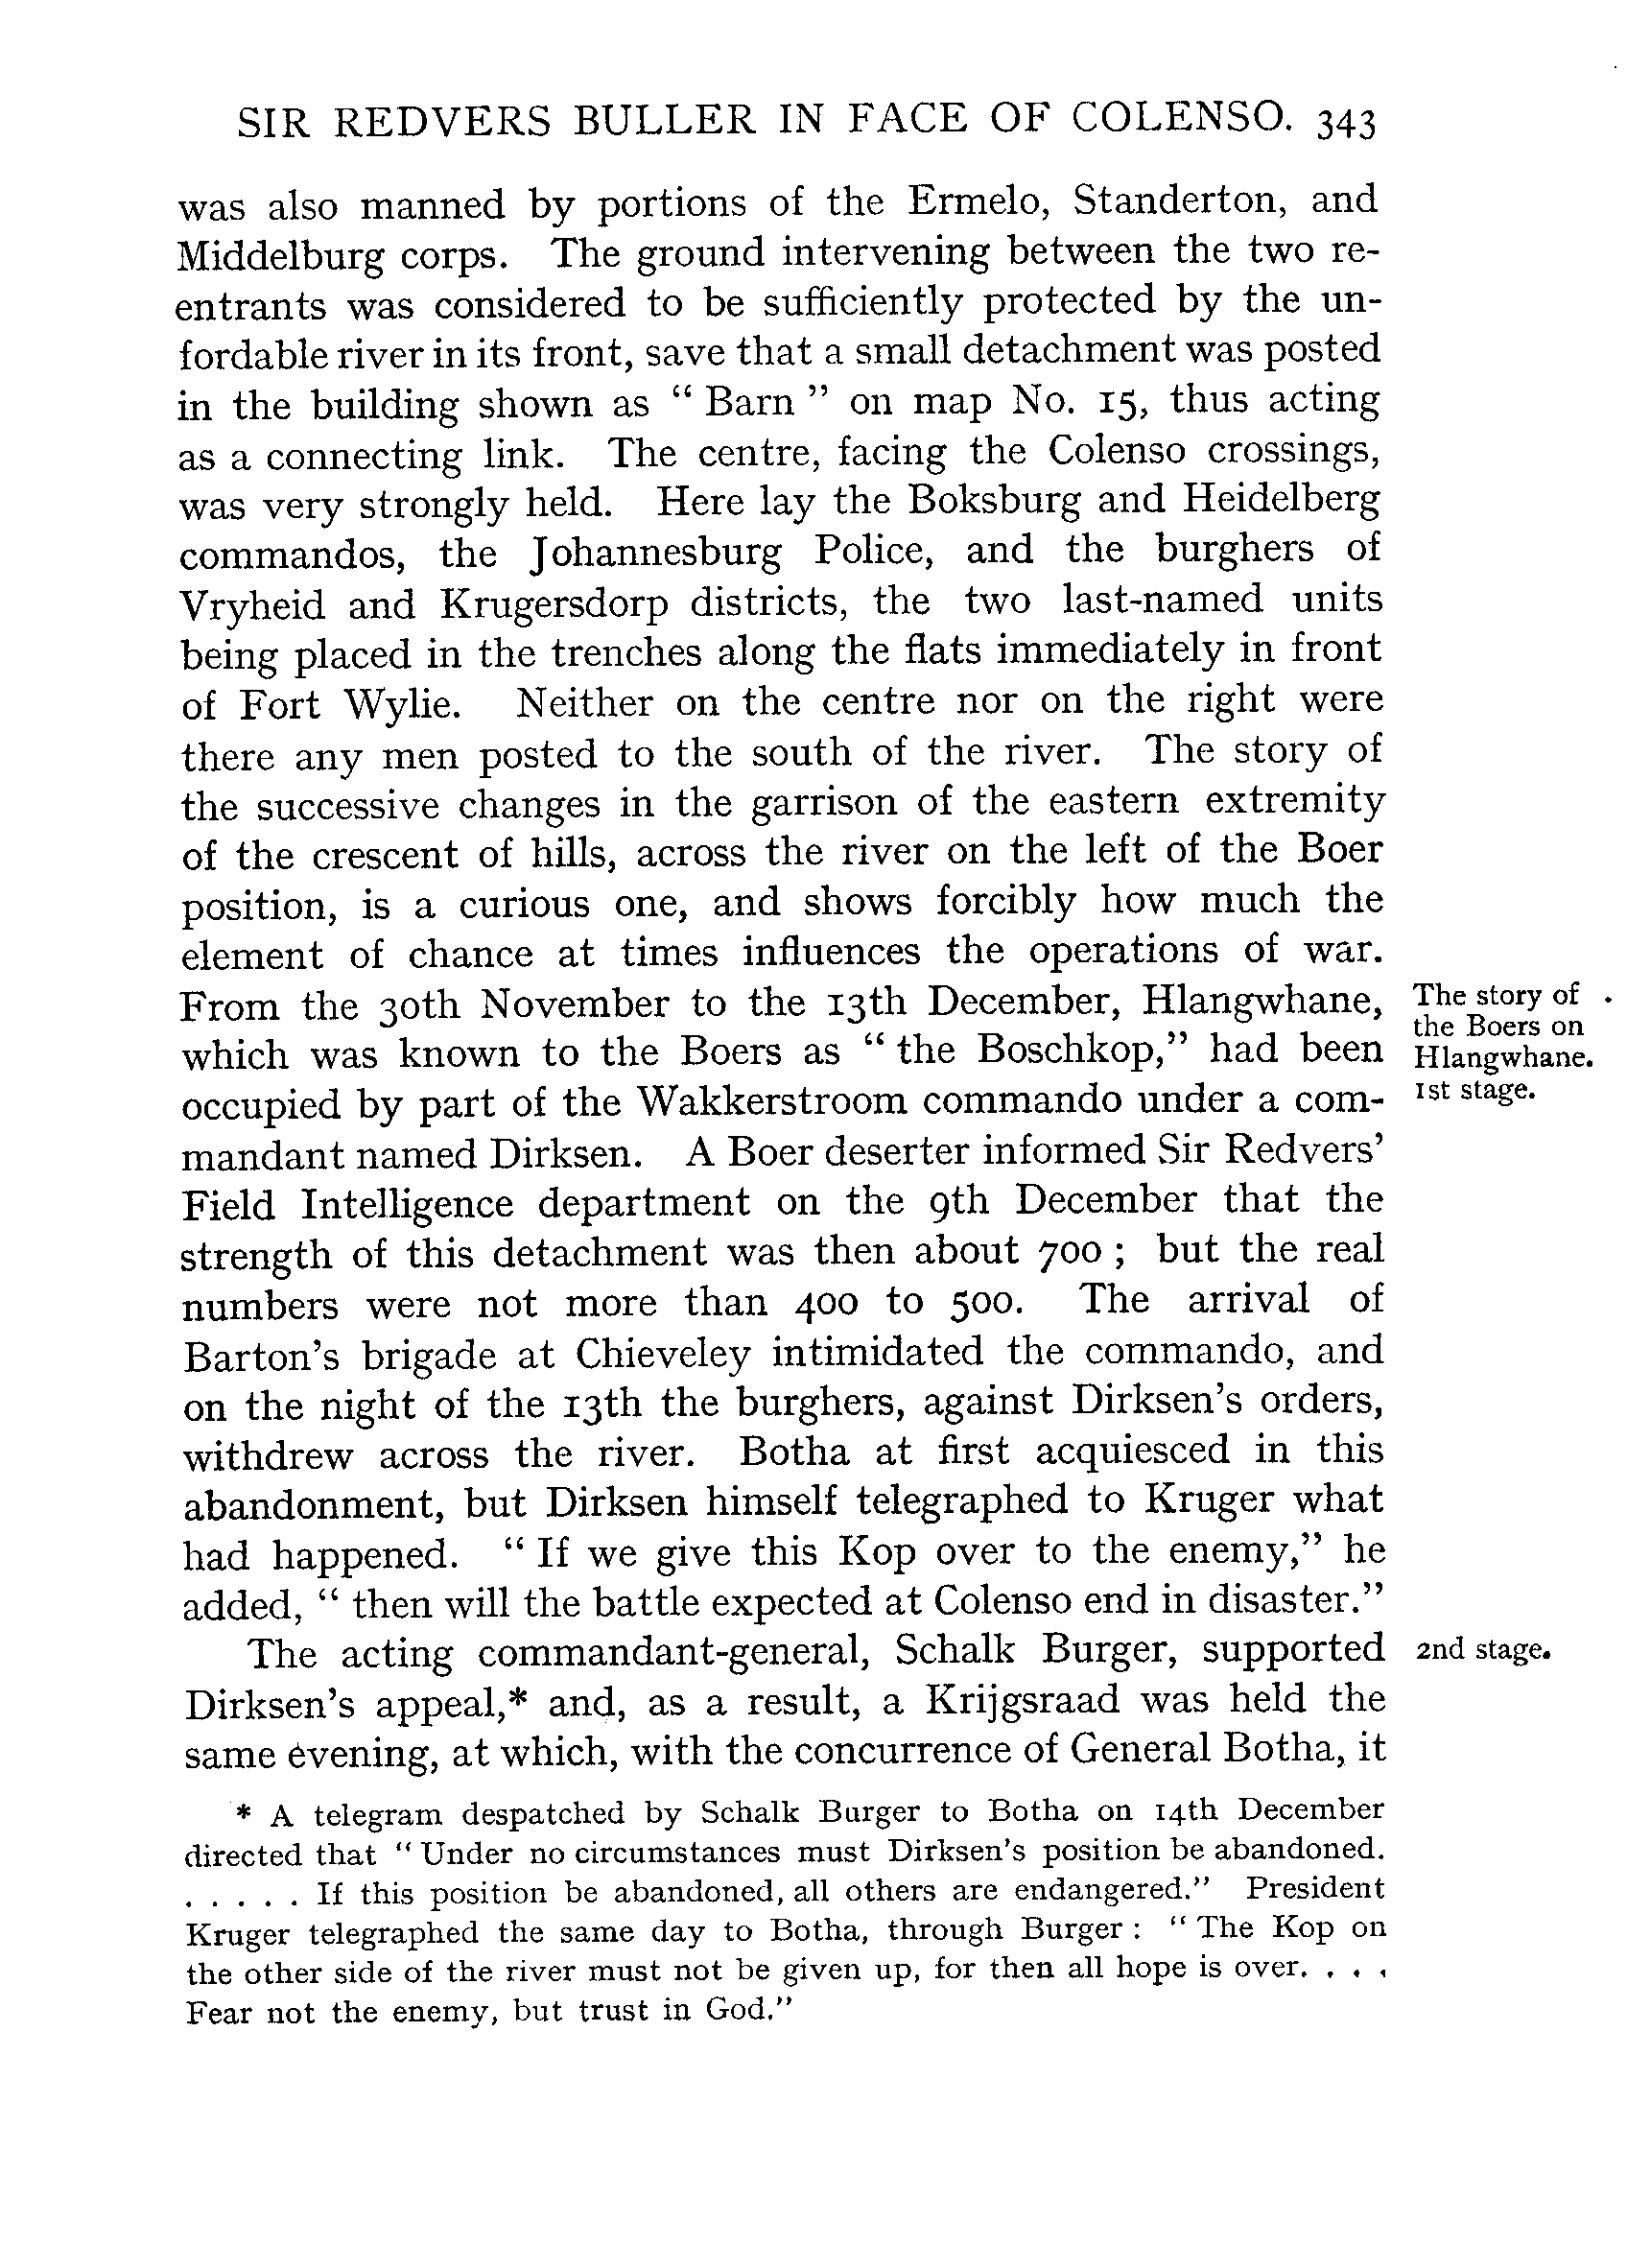 SIR REDVERS BULLER IN FACE OF COLENSO. 343
was also manned by portions of the Ermelo, Standerton, and
Middelburg corps. The ground intervening between the two re-
entrants was considered to be sufficiently protected by the un-
fordable river in its front, save that a small detachment was posted
in the building shown as “ Barn ” on map No. 15, thus acting
as a connecting link. The centre, facing the Colenso crossings,
was very strongly held. Here lay the Boksburg and Heidelberg
commandos, the Johannesburg Police, and the burghers of
Vryheid and Krugersdorp districts, the two last-named units
being placed in the trenches along the flats immediately in front
of Fort Wylie. Neither on the centre nor on the right were
there any men posted to the south of the river. The story of
the successive changes in the garrison of the eastern extremity
of the crescent of hills, across the river on the left of the Boer
position, is a curious one, and shows forcibly how much the
element of chance at times influences the operations of war.
From the 30th November to the 13th December, Hlangwhane,
which was known to the Boers as “ the Boschkop,” had been
occupied by part of the Wakkerstroom commando under a com-
mandant named Dirksen. A Boer deserter informed Sir Redvers’
Field Intelligence department on the 9th December that the
strength of this detachment was then about 700 ; but the real
numbers were not more than 400 to 500. The arrival of
Barton’s brigade at Chieveley intimidated the commando, and
on the night of the 13th the burghers, against Dirksen’s orders,
withdrew across the river. Botha at first acquiesced in this
abandonment, but Dirksen himself telegraphed to Kruger what
had happened. “ If we give this Kop over to the enemy,” he
added, “ then will the battle expected at Colenso end in disaster.”
The story of
the Boers on
Hlangwhane.
1st stage.
The acting commandant-general, Schalk Burger, supported
Dirksen’s appeal,* and, as a result, a Krijgsraad was held the
same evening, at which, with the concurrence of General Botha, it
2nd stage.
* A telegram despatched by Schalk Burger to Botha on 14th December
directed that “ Under no circumstances must Dirksen’s position be abandoned.
. . . . . If this position be abandoned, all others are endangered.” President
Kruger telegraphed the same day to Botha, through Burger : “ The Kop on
the other side of the river must not be given up, for then all hope is over. . . .
Fear not the enemy, but trust in God.”